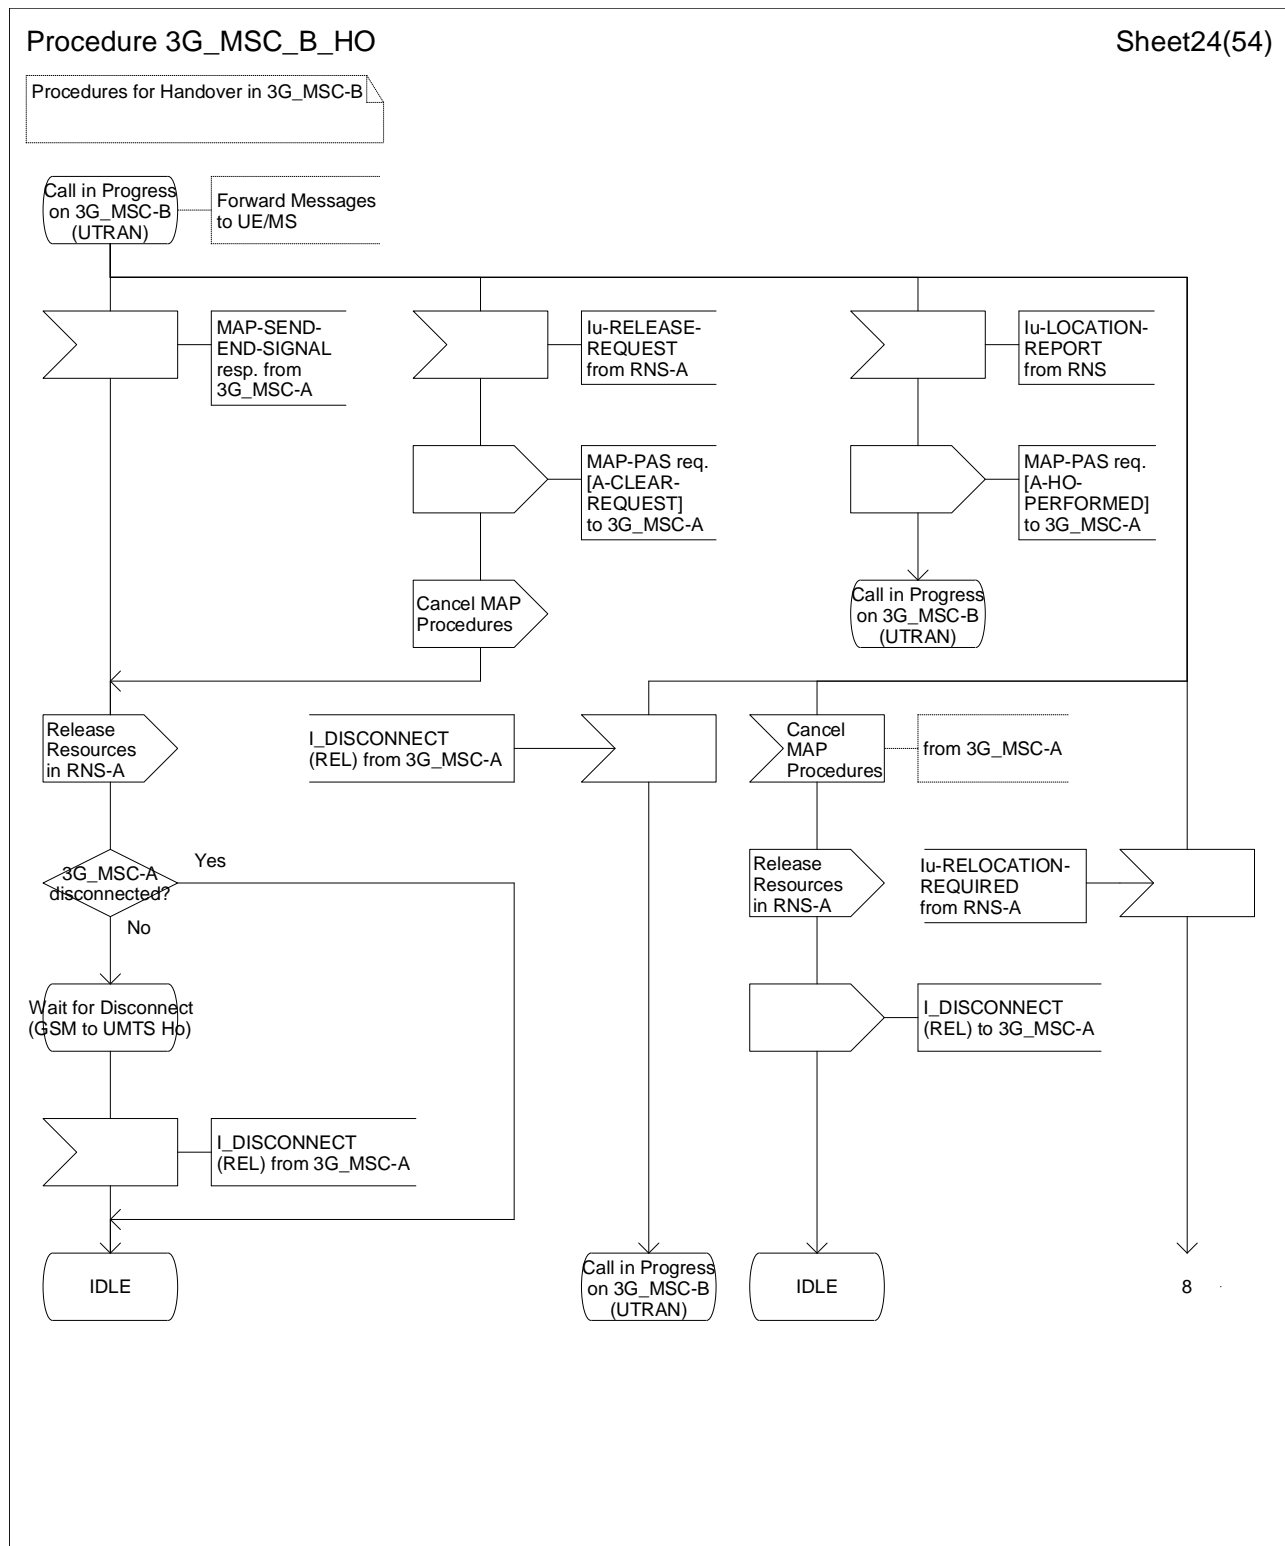 Procedure 3G_MSC_B_HO
Sheet24(54)
Procedures for Handover in 3G_MSC-B
Call in Progress
on 3G_MSC-B
(UTRAN)
Forward Messages
to UE/MS
MAP-SEND-
END-SIGNAL
resp. from
3G_MSC-A
Iu-RELEASE-
REQUEST
from RNS-A
Iu-LOCATION-
REPORT
from RNS
MAP-PAS req.
[A-CLEAR-
REQUEST]
to 3G_MSC-A
MAP-PAS req.
[A-HO-
PERFORMED]
to 3G_MSC-A
Cancel MAP
Procedures
Call in Progress
on 3G_MSC-B
(UTRAN)
Release
Resources
in RNS-A
I_DISCONNECT
(REL) from 3G_MSC-A
Cancel
MAP
Procedures
from 3G_MSC-A
3G_MSC-A
disconnected?
Yes
No
Release
Resources
in RNS-A
Iu-RELOCATION-
REQUIRED
from RNS-A
Wait for Disconnect
(GSM to UMTS Ho)
I_DISCONNECT
(REL) to 3G_MSC-A
I_DISCONNECT
(REL) from 3G_MSC-A
IDLE
Call in Progress
on 3G_MSC-B
(UTRAN)
IDLE
8